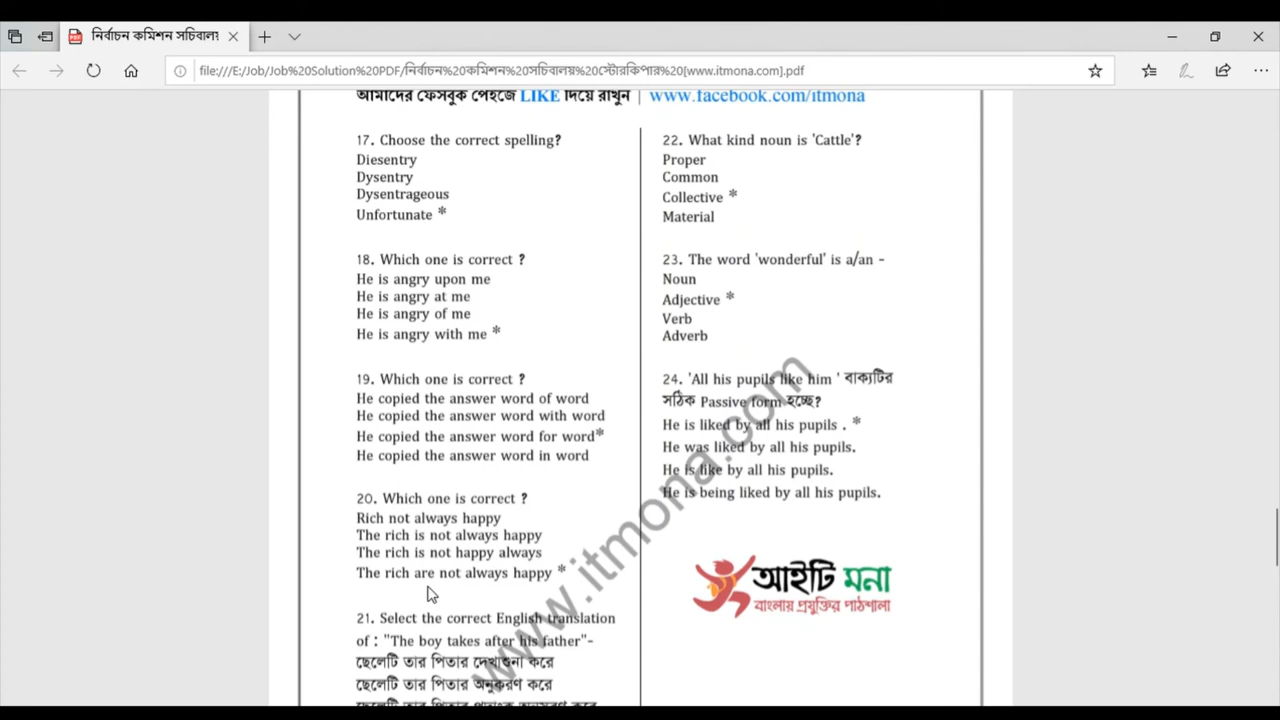 নির্বাচন কমিশন সচিবালয়
file:///E:/Job/Job%20Solution%20PDF/নির্বাচন%20কমিশন%20সচিবালয়%20স্টোরকিপার%20[www.itmona.com].pdf
আমাদের ফেসবুক পেইজে LIKE দিয়ে রাখুন | www.facebook.com/itmona
17. Choose the correct spelling?
Diesentry
Dysentry
Dysentrageous
Unfortunate *
18. Which one is correct ?
He is angry upon me
He is angry at me
He is angry of me
He is angry with me *
19. Which one is correct ?
He copied the answer word of word
He copied the answer word with word
He copied the answer word for word*
He copied the answer word in word
20. Which one is correct ?
Rich not always happy
The rich is not always happy
The rich is not happy always
The rich are not always happy *
21. Select the correct English translation
of : "The boy takes after his father"-
ছেলেটি তার পিতার দেখাশুনা করে
ছেলেটি তার পিতার অনুকরণ করে
22. What kind noun is 'Cattle'?
Proper
Common
Collective *
Material
23. The word 'wonderful' is a/an -
Noun
Adjective *
Verb
Adverb
24. 'All his pupils like him ' বাক্যটির
সঠিক Passive form হচ্ছে?
He is liked by all his pupils . *
He was liked by all his pupils.
He is like by all his pupils.
He is being liked by all his pupils.
www.itmona.com
আইটি মনা
বাংলায় প্রযুক্তির পাঠশালা